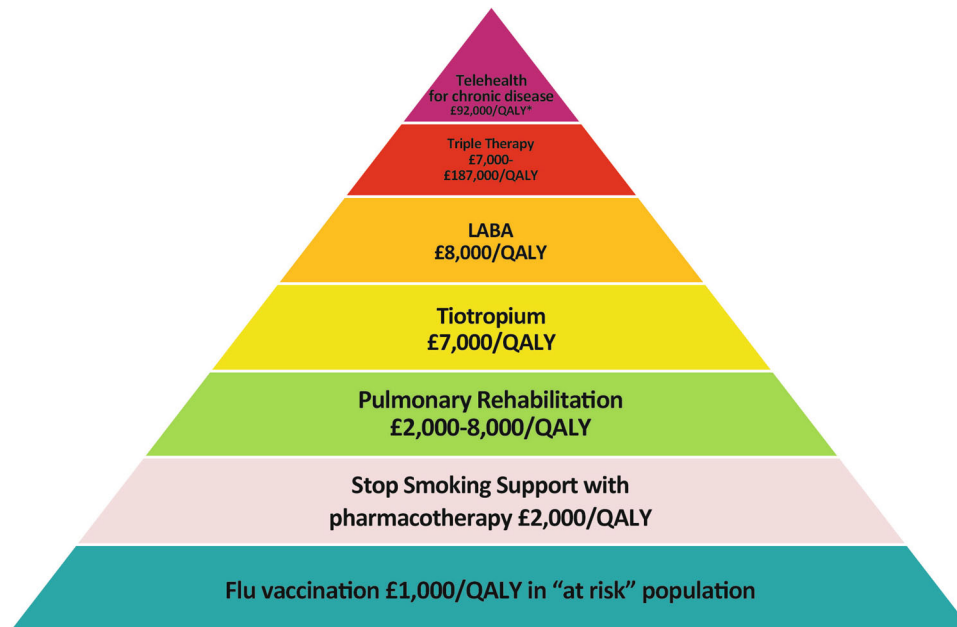 Telehealth
for chronic disease
£92,000/QALY*
Triple Therapy
£7,000-
£187,000/QALY
LABA
£8,000/QALY
Tiotropium
£7,000/QALY
Pulmonary Rehabilitation
£2,000-8,000/QALY
Stop Smoking Support with
pharmacotherapy £2,000/QALY
Flu vaccination £1,000/QALY in “at risk” population